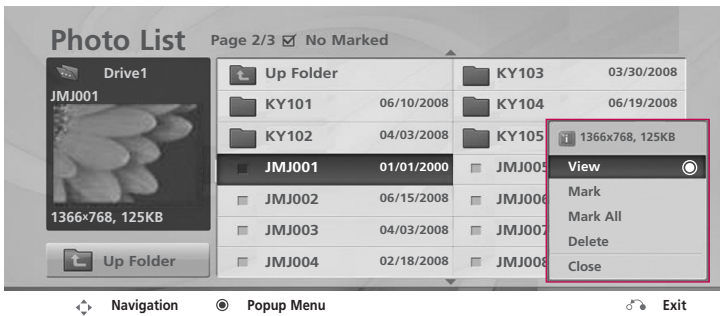 Photo List Page 2/3 No Marked
Drive1
JMJ001
1366x768, 125KB
Up Folder
Up Folder
KY101 06/10/2008
KY102 04/03/2008
JMJ001 01/01/2000
JMJ002 06/15/2008
JMJ003 04/03/2008
JMJ004 02/18/2008
KY103 03/30/2008
KY104 06/19/2008
KY105
JMJ005
JMJ006
JMJ007
JMJ008
1366x768, 125KB
View
Mark
Mark All
Delete
Close
Navigation Popup Menu Exit